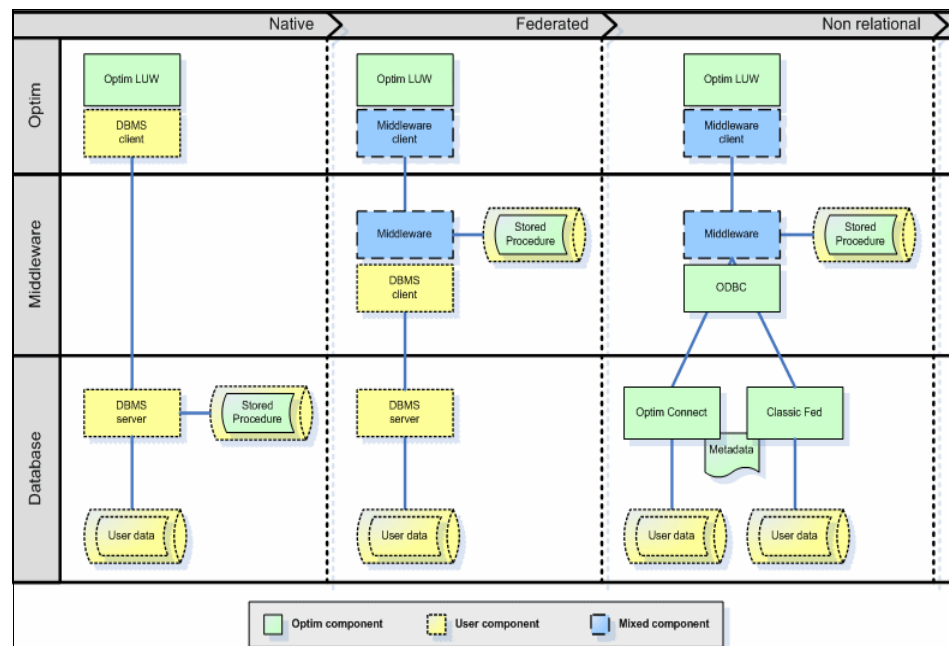 Native
Federated
Non relational
Optim
Optim LUW
DBMS
client
Optim LUW
Middleware
client
Optim LUW
Middleware
client
Middleware
Middleware
Stored
Procedure
DBMS
client
Middleware
Stored
Procedure
ODBC
Database
DBMS
server
Stored
Procedure
DBMS
server
Optim Connect
Classic Fed
Metadata
User data
User data
User data
User data
Optim component
User component
Mixed component